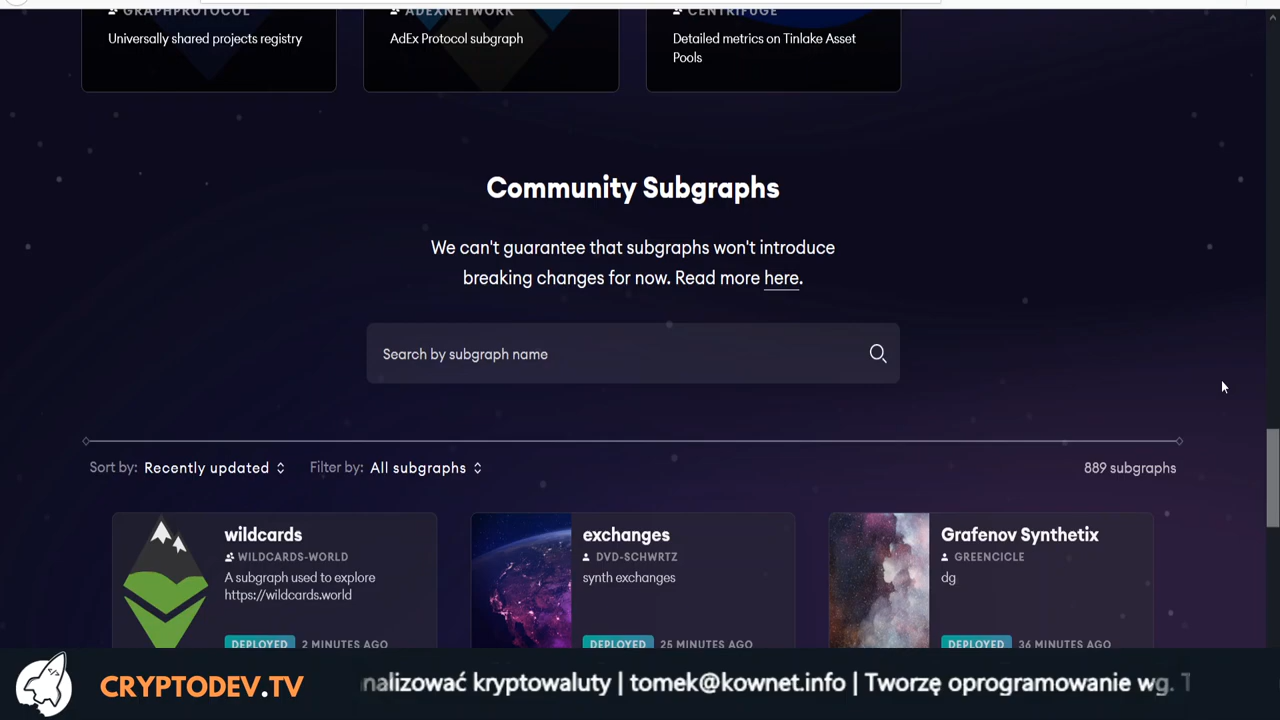 GRAPHPROTOCOL
Universally shared projects registry
ADEXNETWORK
AdEx Protocol subgraph
CENTRIFUGE
Detailed metrics on Tinlake Asset
Pools
Community Subgraphs
We can't guarantee that subgraphs won't introduce
breaking changes for now. Read more here.
Search by subgraph name
Sort by: Recently updated Filter by: All subgraphs 889 subgraphs
wildcards
WILDCARDS-WORLD
A subgraph used to explore
https://wildcards.world
DEPLOYED 2 MINUTES AGO
exchanges
DVD-SCHWRTZ
synth exchanges
DEPLOYED 25 MINUTES AGO
Grafenov Synthetix
GREENCICLE
dg
DEPLOYED 36 MINUTES AGO
CRYPTODEV.TV nalizować kryptowaluty | tomek@kownet.info | Tworzę oprogramowanie wg.